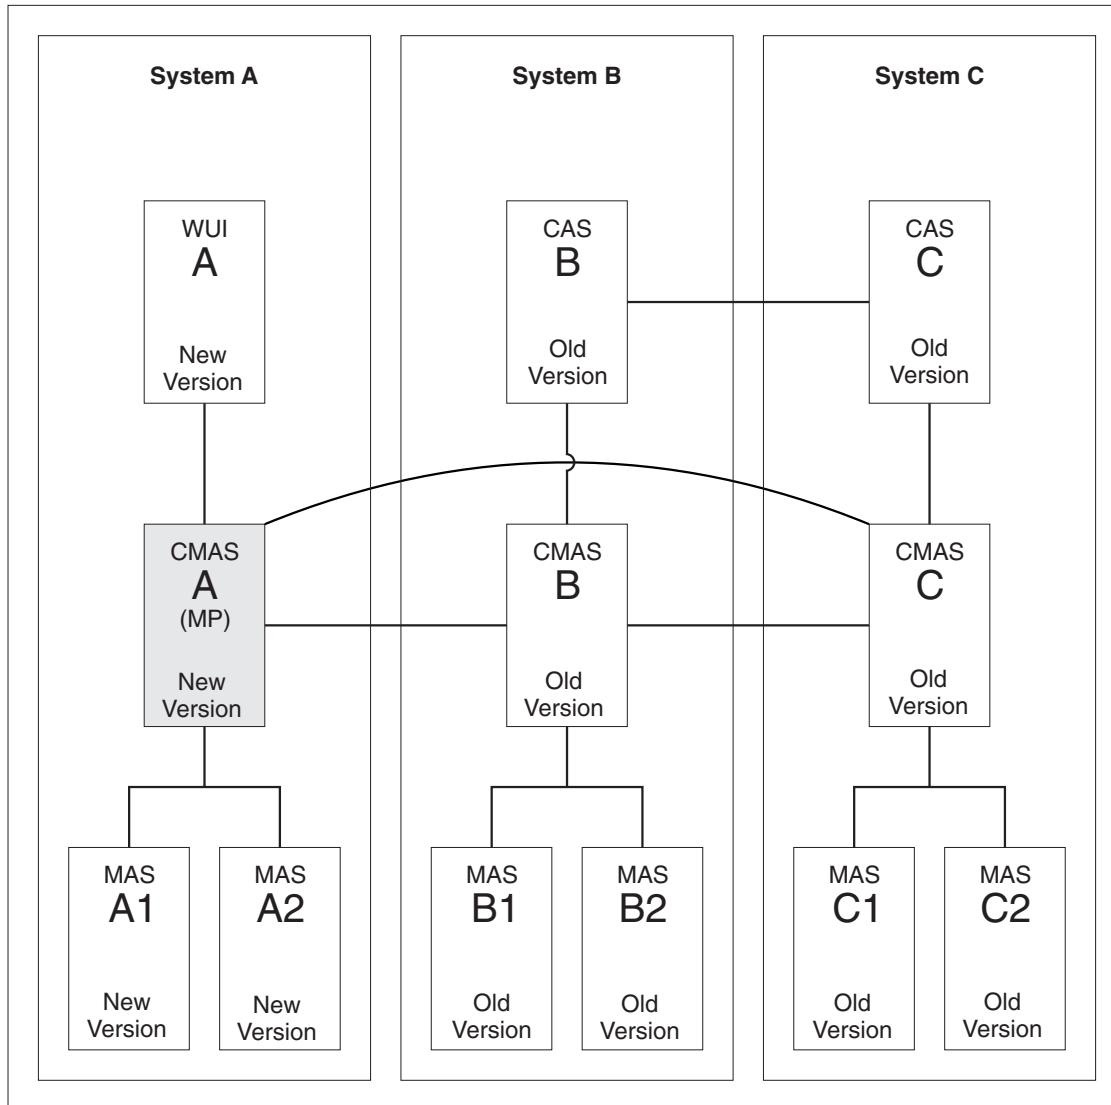 System A
System B
System C
WUI
A
New
Version
CAS
B
Old
Version
CAS
C
Old
Version
CMAS
A
(MP)
New
Version
CMAS
B
Old
Version
CMAS
C
Old
Version
MAS
A1
New
Version
MAS
A2
New
Version
MAS
B1
Old
Version
MAS
B2
Old
Version
MAS
C1
Old
Version
MAS
C2
Old
Version